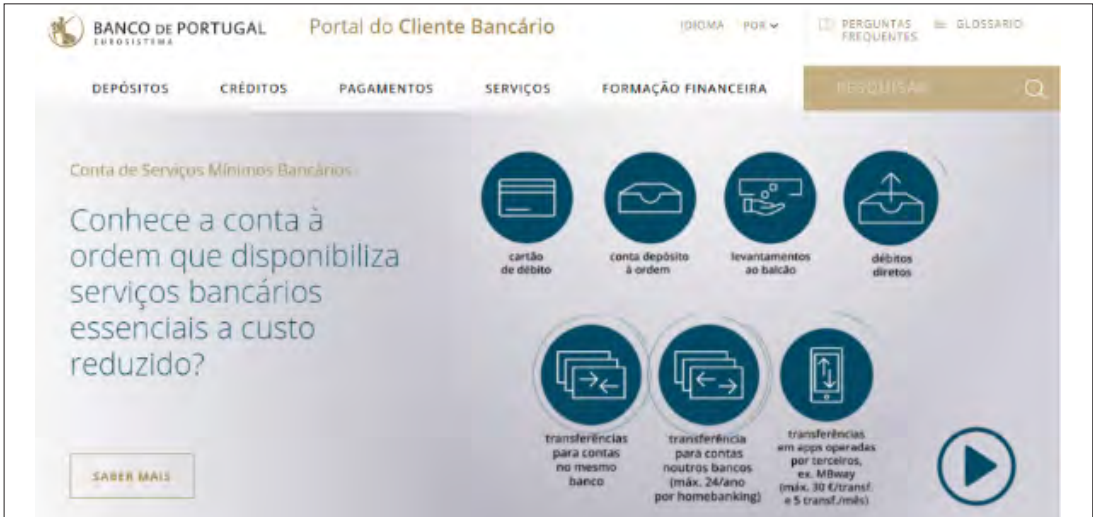 BANCO DE PORTUGAL
EUROSISTEMA
Portal do Cliente Bancário
IDIOMA POR
PERGUNTAS
FREQUENTES
GLOSSÁRIO
DEPÓSITOS CRÉDITOS PAGAMENTOS SERVIÇOS FORMAÇÃO FINANCEIRA PESQUISAR
Conta de Serviços Mínimos Bancários
Conhece a conta à
ordem que disponibiliza
serviços bancários
essenciais a custo
reduzido?
SABER MAIS
cartão
de débito
conta depósito
à ordem
levantamentos
ao balcão
débitos
diretos
transferências
para contas
no mesmo
banco
transferência
para contas
noutros bancos
(máx. 24/ano
por homebanking)
transferências
em apps operadas
por terceiros,
ex. MBway
(máx. 30 €/transf.
e 5 transf./mês)